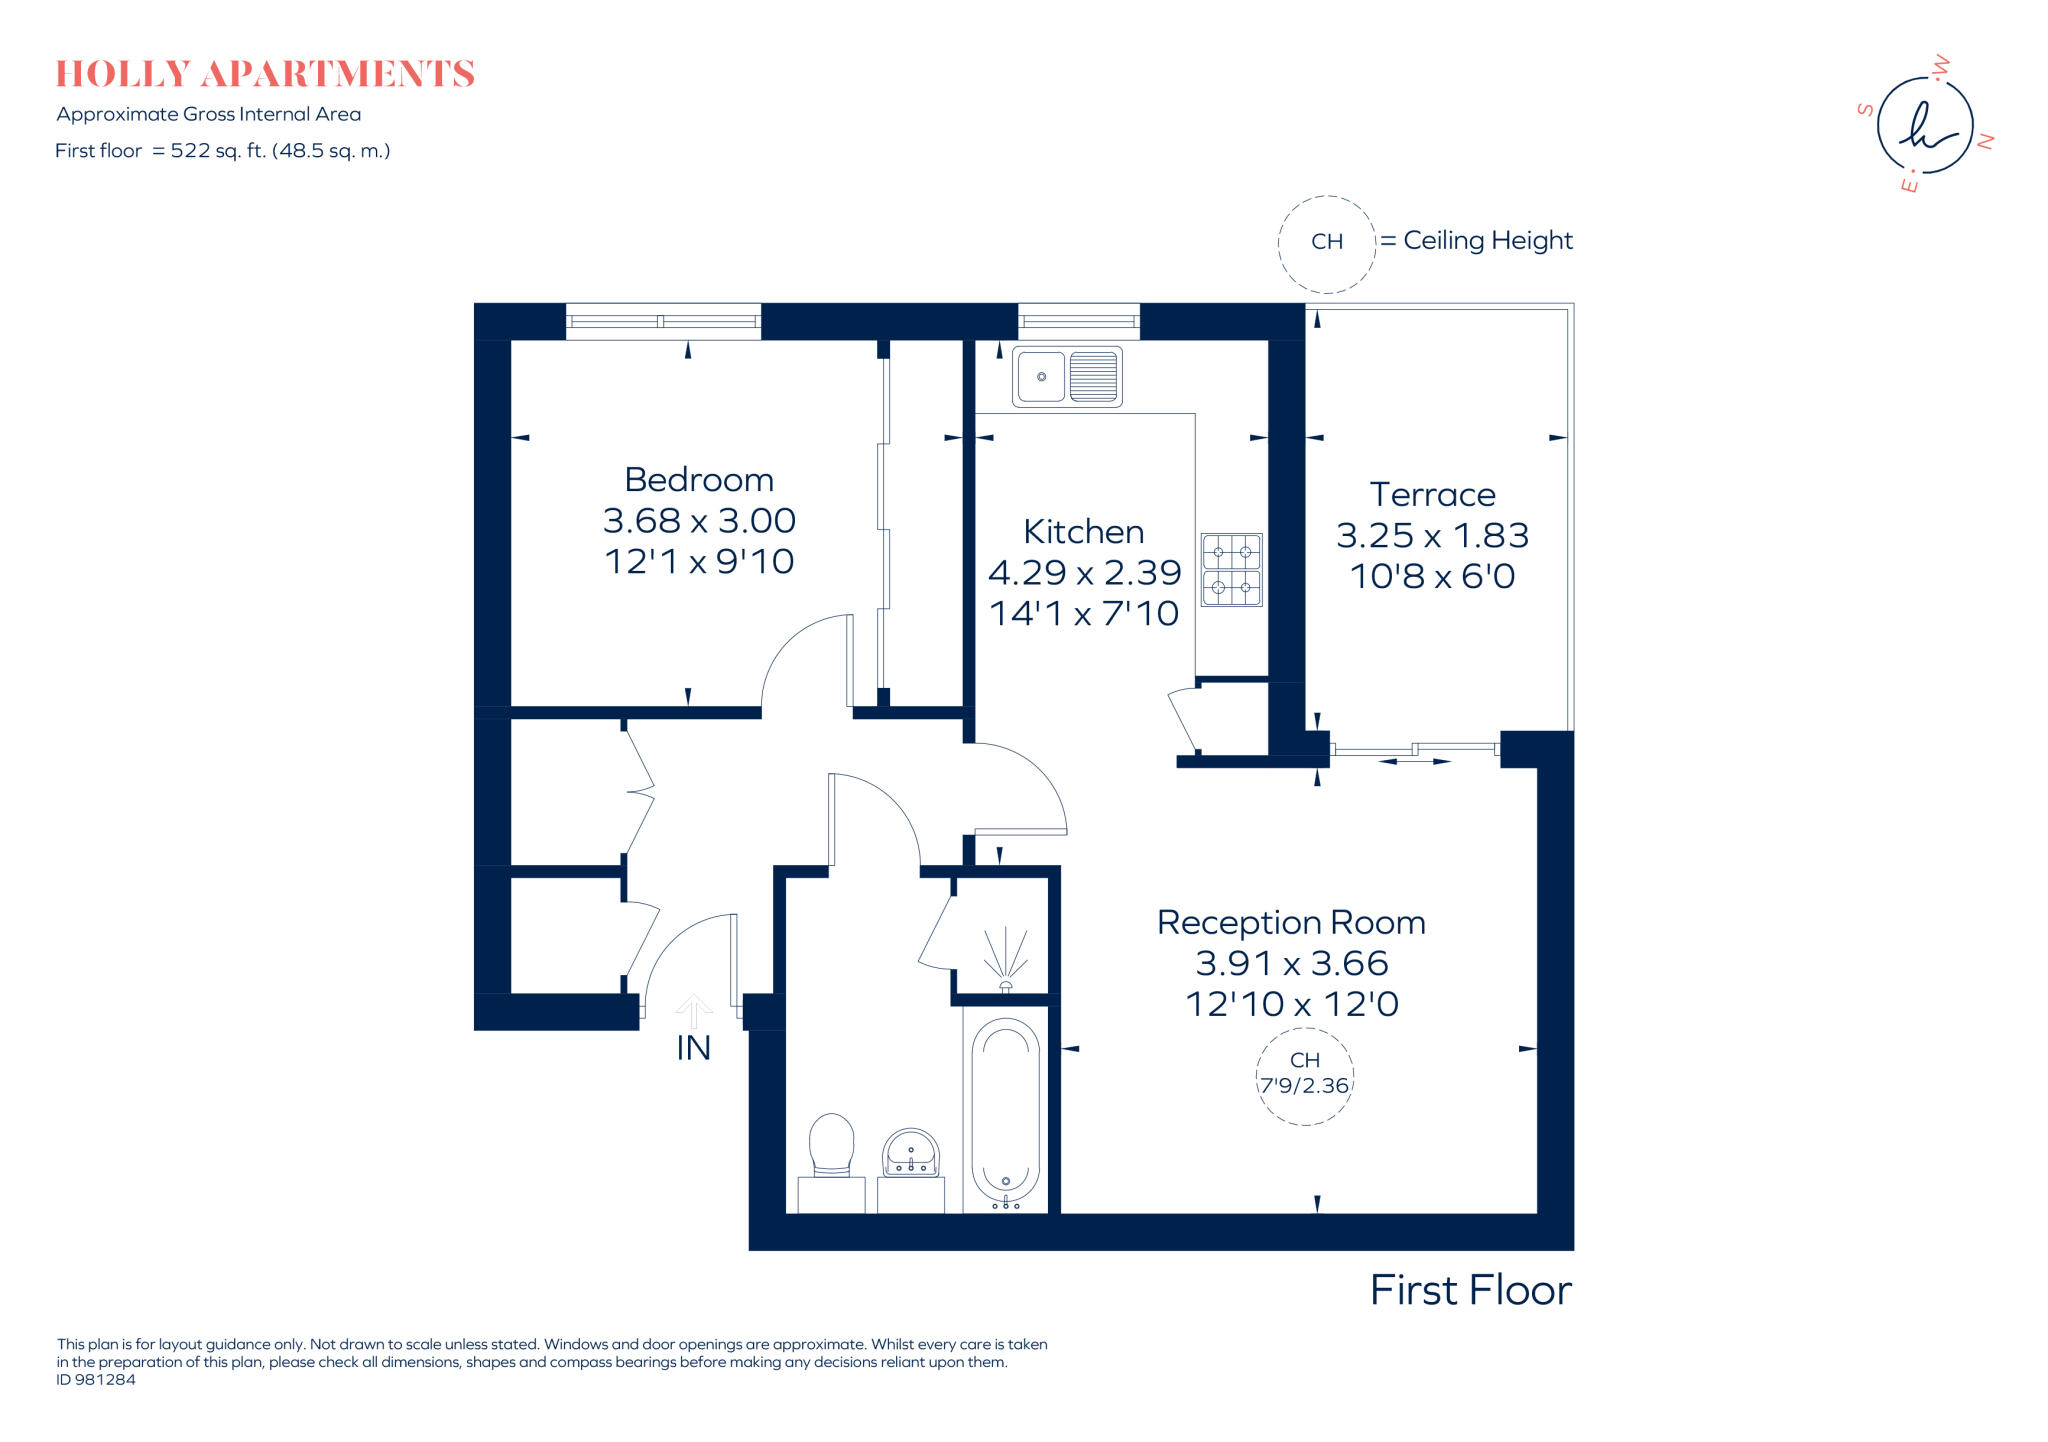 HOLLY APARTMENTS
Approximate Gross Internal Area
First floor = 522 sq. ft. (48.5 sq. m.)
W
S
N
E
CH = Ceiling Height
Bedroom
3.68 x 3.00
12'1 x 9'10
Kitchen
4.29 x 2.39
14'1 x 7'10
Terrace
3.25 x 1.83
10'8 x 6'0
Reception Room
3.91 x 3.66
12'10 x 12'0
CH
7'9/2.36
IN
First Floor
This plan is for layout guidance only. Not drawn to scale unless stated. Windows and door openings are approximate. Whilst every care is taken
in the preparation of this plan, please check all dimensions, shapes and compass bearings before making any decisions reliant upon them.
ID 981284